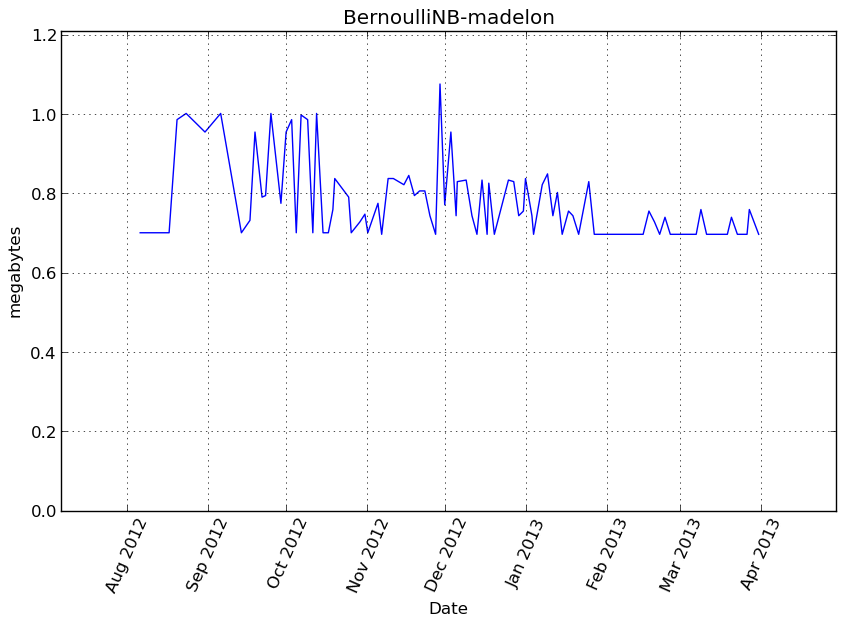 BernoulliNB-madelon
1.2
1.0
0.8
0.6
0.4
0.2
0.0
megabytes
Aug 2012
Sep 2012
Oct 2012
Nov 2012
Dec 2012
Jan 2013
Feb 2013
Mar 2013
Apr 2013
Date